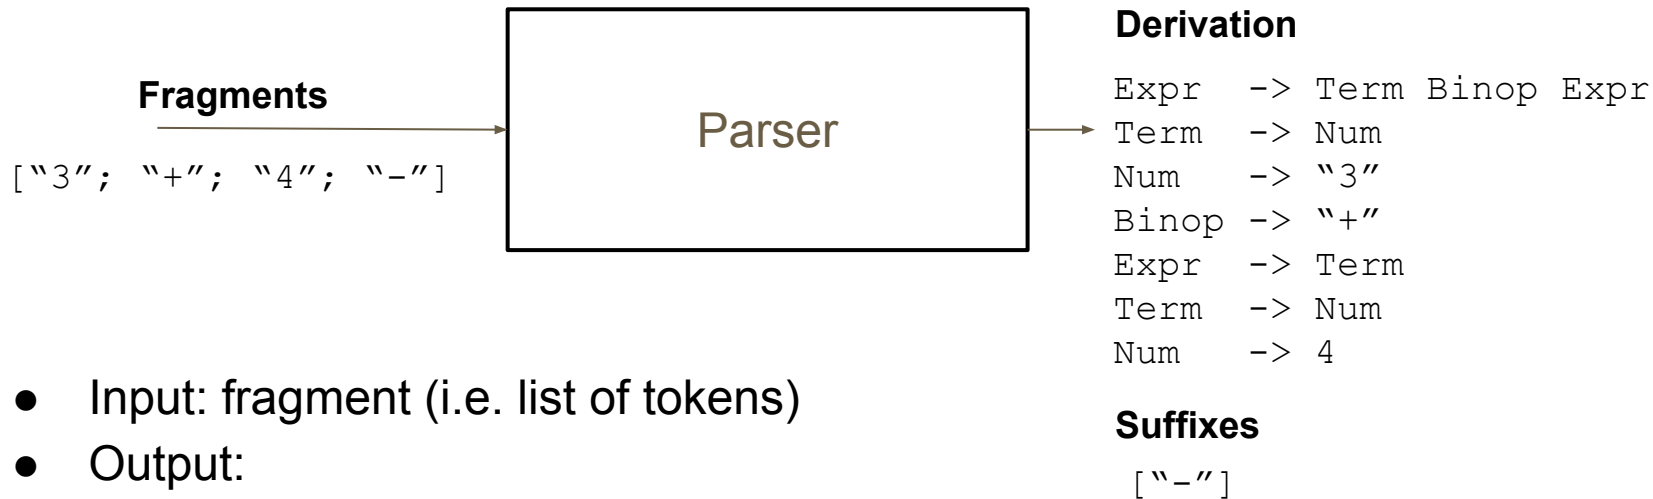 Fragments
[“3”; “+”; “4”; “-”]
Parser
Derivation
Expr -> Term Binop Expr
Term -> Num
Num -> “3”
Binop -> “+”
Expr -> Term
Term -> Num
Num -> 4
Suffixes
[“-”]
● Input: fragment (i.e. list of tokens)
● Output: